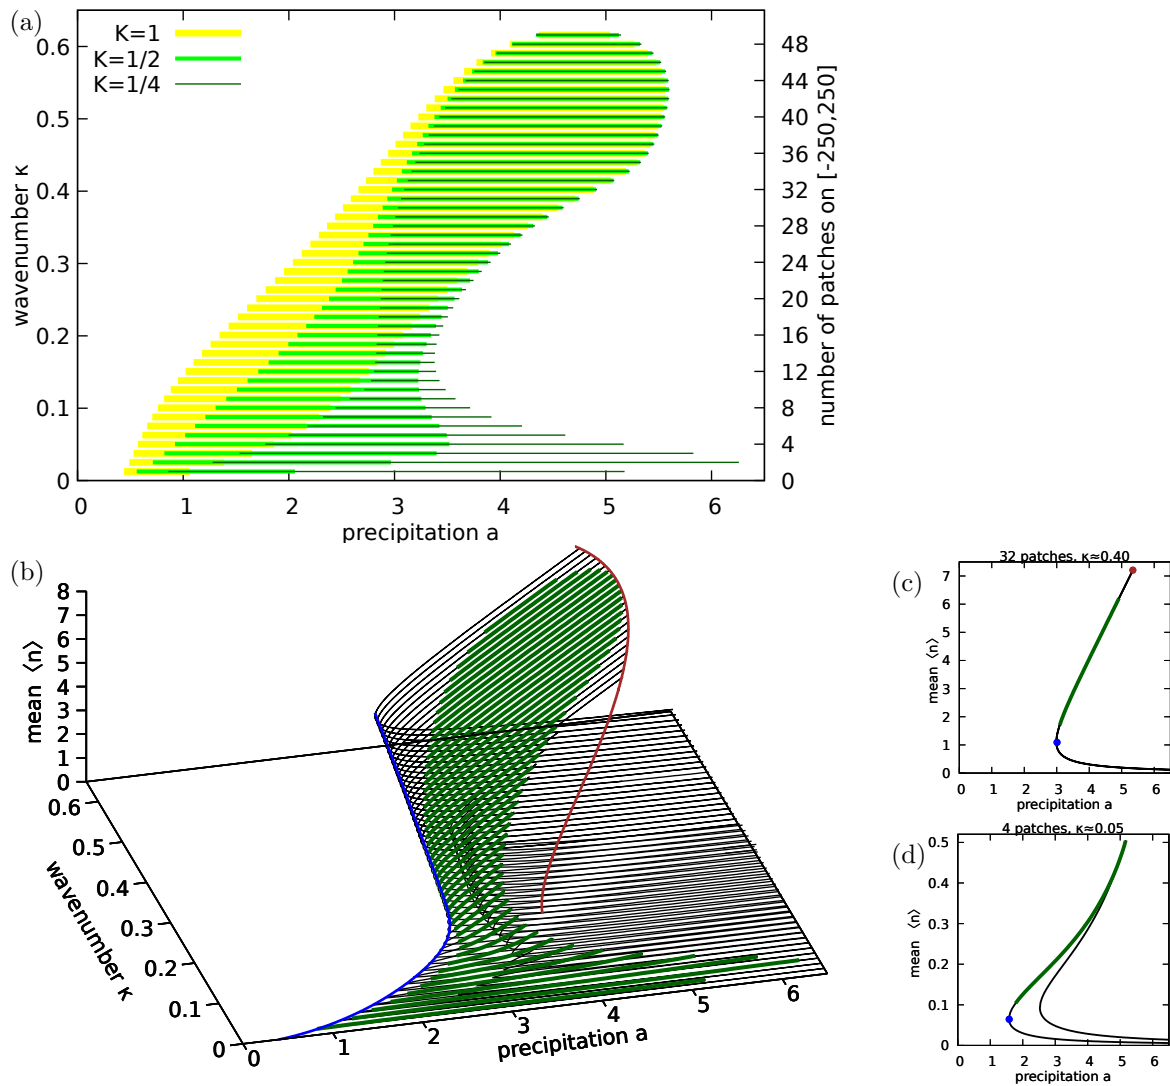 (a)
K=1
K=1/2
K=1/4
wavenumber κ
0.6
0.5
0.4
0.3
0.2
0.1
0
48
44
40
36
32
28
24
20
16
12
8
4
0
number of patches on [-250,250]
0 1 2 3 4 5 6
precipitation a
(b)
mean ⟨n⟩
8
7
6
5
4
3
2
1
0
0.6
0.5
0.4
0.3
0.2
0.1
0
wavenumber κ
0 1 2 3 4 5 6
precipitation a
(c)
32 patches, κ≈0.40
mean ⟨n⟩
7
6
5
4
3
2
1
0
0 1 2 3 4 5 6
precipitation a
(d)
4 patches, κ≈0.05
mean ⟨n⟩
0.5
0.4
0.3
0.2
0.1
0
0 1 2 3 4 5 6
precipitation a